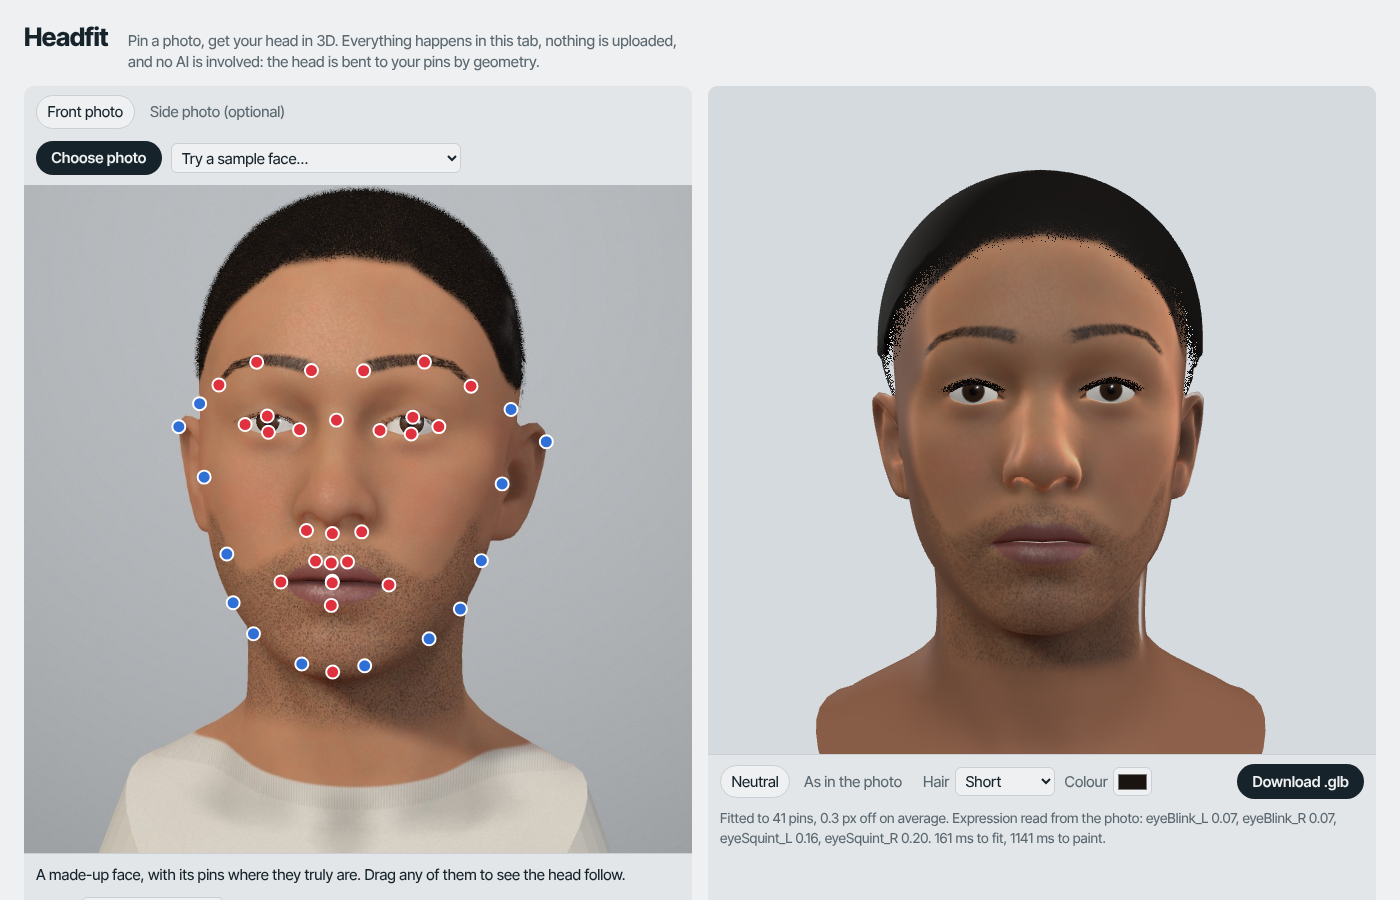 Headfit
Pin a photo, get your head in 3D. Everything happens in this tab, nothing is uploaded,
and no AI is involved: the head is bent to your pins by geometry.
Front photo
Side photo (optional)
Choose photo
Try a sample face...
A made-up face, with its pins where they truly are. Drag any of them to see the head follow.
Neutral
As in the photo
Hair
Short
Colour
Download .glb
Fitted to 41 pins, 0.3 px off on average. Expression read from the photo: eyeBlink_L 0.07, eyeBlink_R 0.07,
eyeSquint_L 0.16, eyeSquint_R 0.20. 161 ms to fit, 1141 ms to paint.